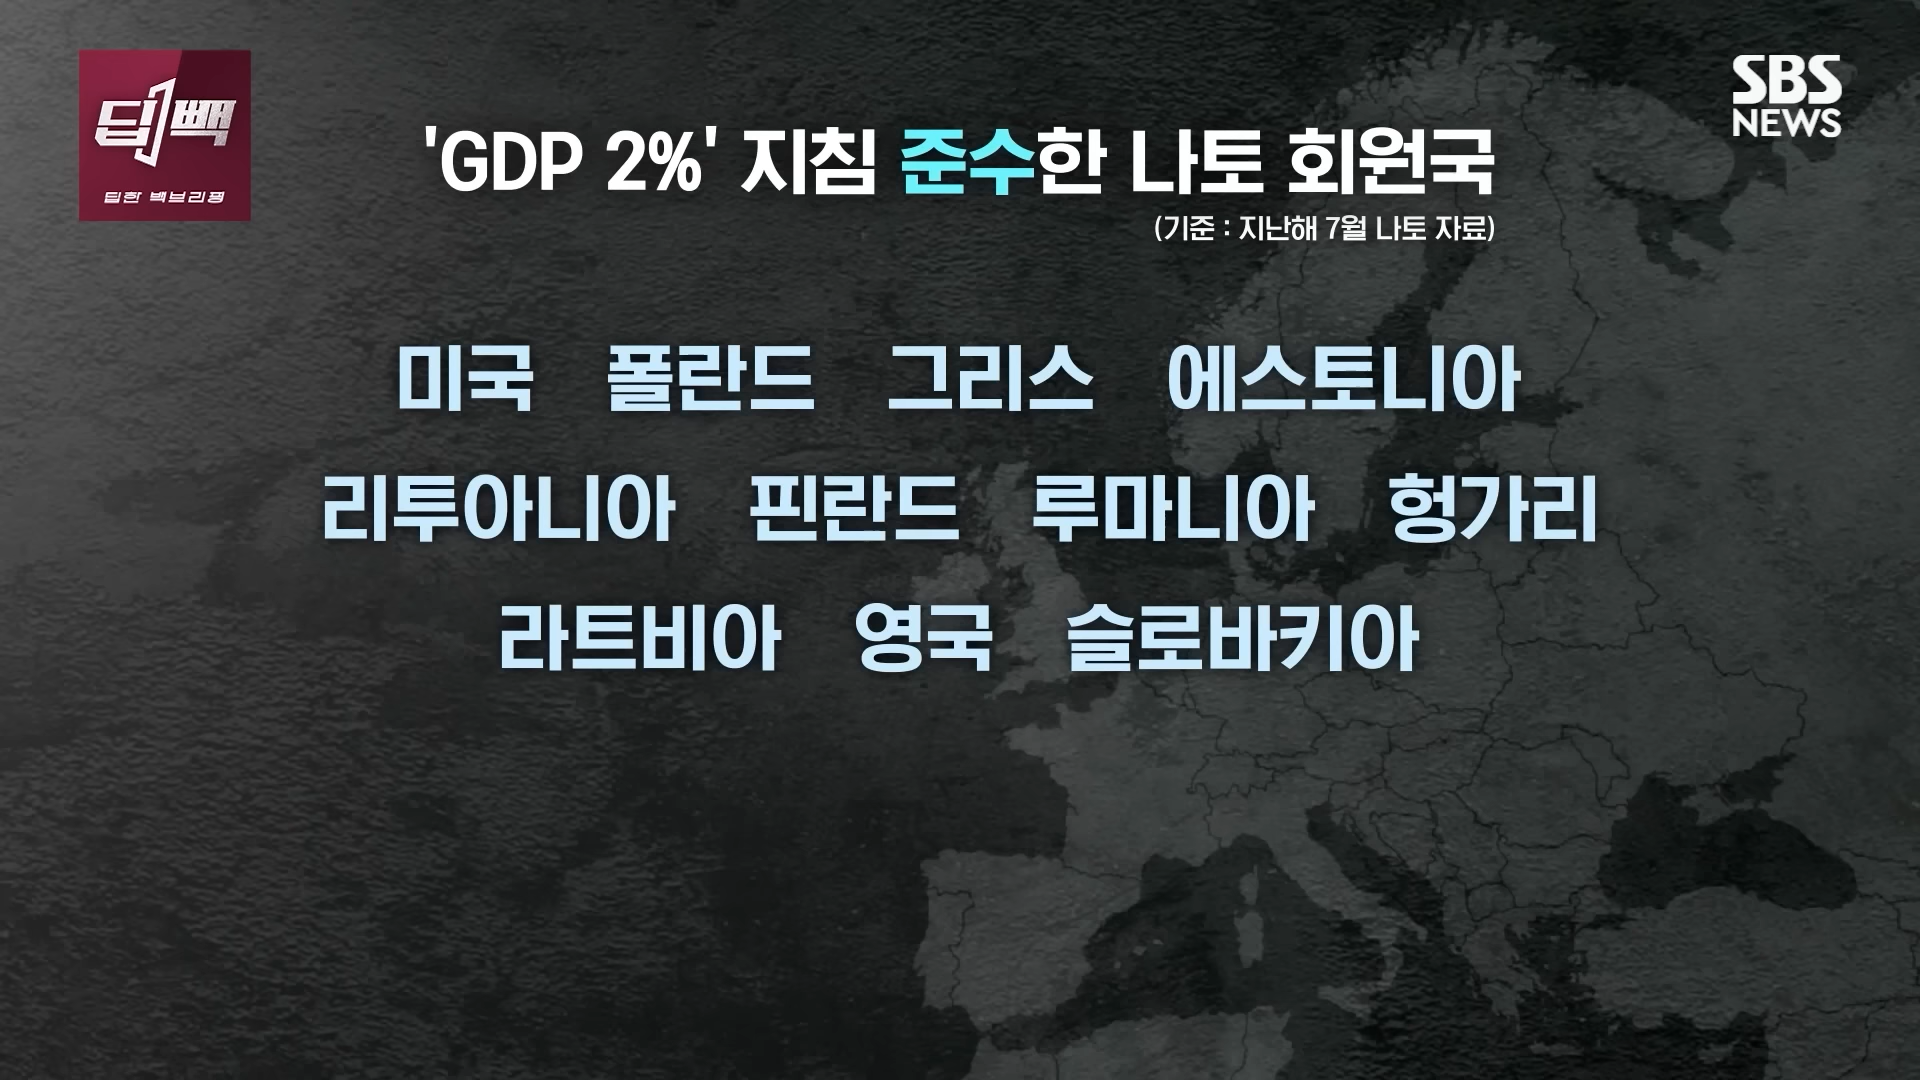 딥빽
딥한 백브리핑
SBS
NEWS
'GDP 2%' 지침 준수한 나토 회원국
(기준 : 지난해 7월 나토 자료)
미국 폴란드 그리스 에스토니아
리투아니아 핀란드 루마니아 헝가리
라트비아 영국 슬로바키아